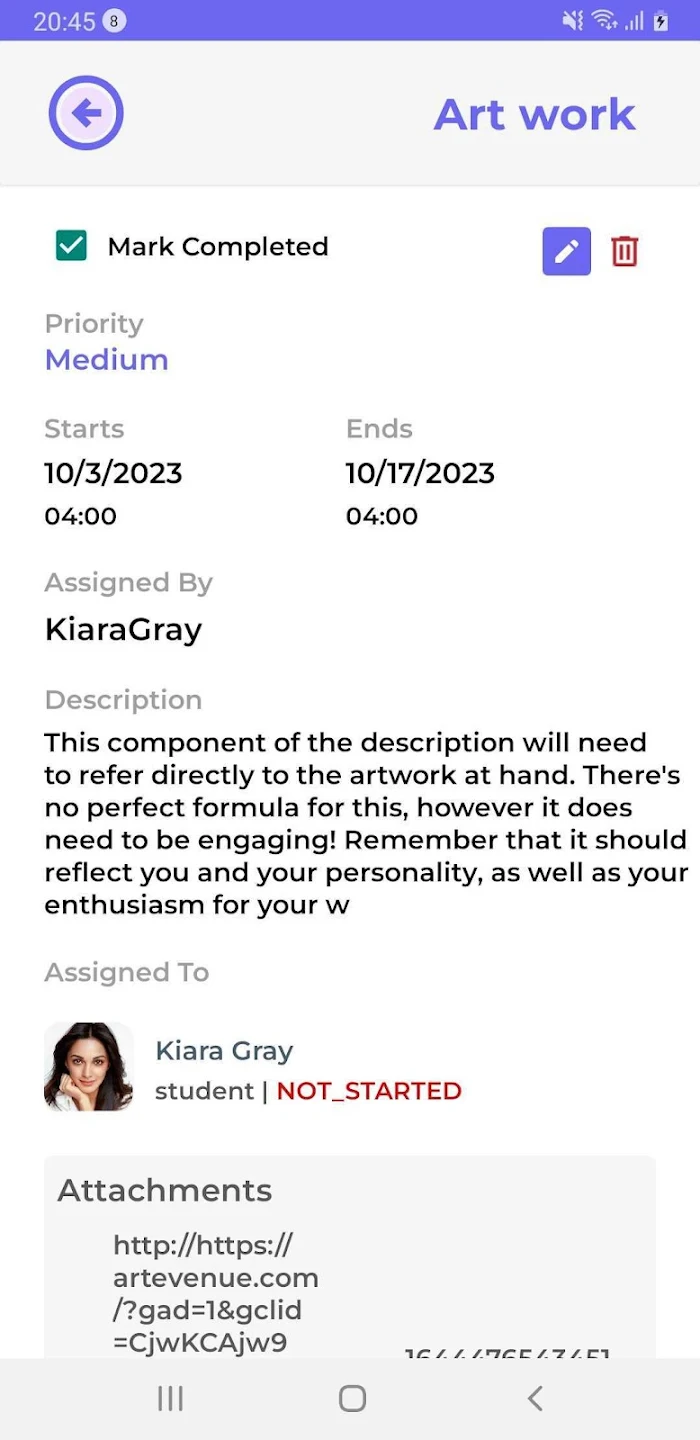 20:45 8
Art work
Mark Completed
Priority
Medium
Starts Ends
10/3/2023 10/17/2023
04:00 04:00
Assigned By
KiaraGray
Description
This component of the description will need
to refer directly to the artwork at hand. There's
no perfect formula for this, however it does
need to be engaging! Remember that it should
reflect you and your personality, as well as your
enthusiasm for your w
Assigned To
Kiara Gray
student | NOT_STARTED
Attachments
http://https://
artevenue.com
/?gad=1&gclid
=CjwKCAjw9